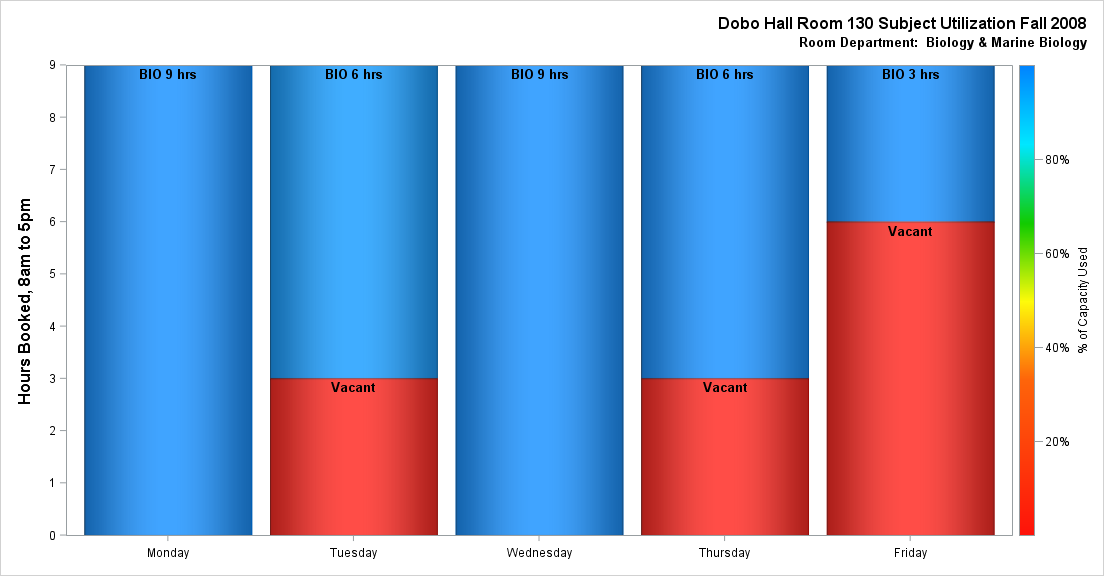 Dobo Hall Room 130 Subject Utilization Fall 2008
Room Department:  Biology & Marine Biology
Hours Booked, 8am to 5pm
9
8
7
6
5
4
3
2
1
0
BIO 9 hrs
BIO 6 hrs
BIO 9 hrs
BIO 6 hrs
BIO 3 hrs
Vacant
Vacant
Vacant
Monday
Tuesday
Wednesday
Thursday
Friday
80%
60%
40%
20%
% of Capacity Used